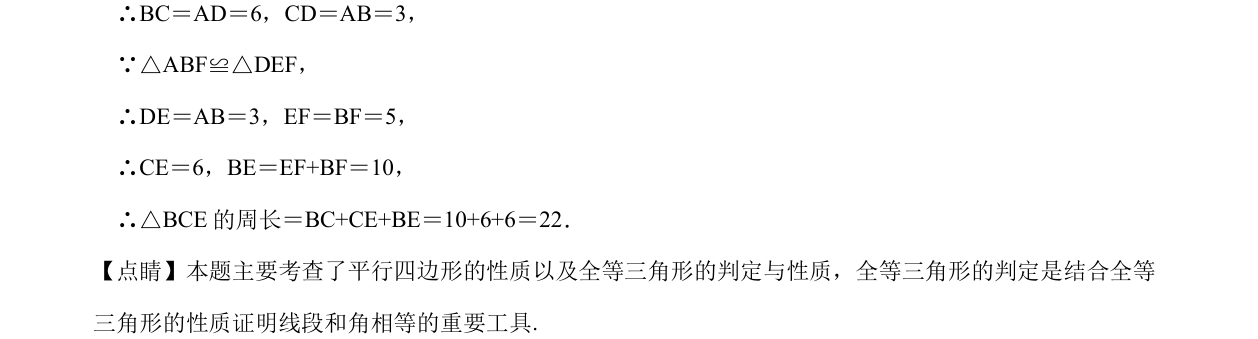 ∴BC＝AD＝6，CD＝AB＝3，
∵△ABF≌△DEF，
∴DE＝AB＝3，EF＝BF＝5，
∴CE＝6，BE＝EF+BF＝10，
∴△BCE 的周长＝BC+CE+BE＝10+6+6＝22．
【点睛】本题主要考查了平行四边形的性质以及全等三角形的判定与性质，全等三角形的判定是结合全等
三角形的性质证明线段和角相等的重要工具.